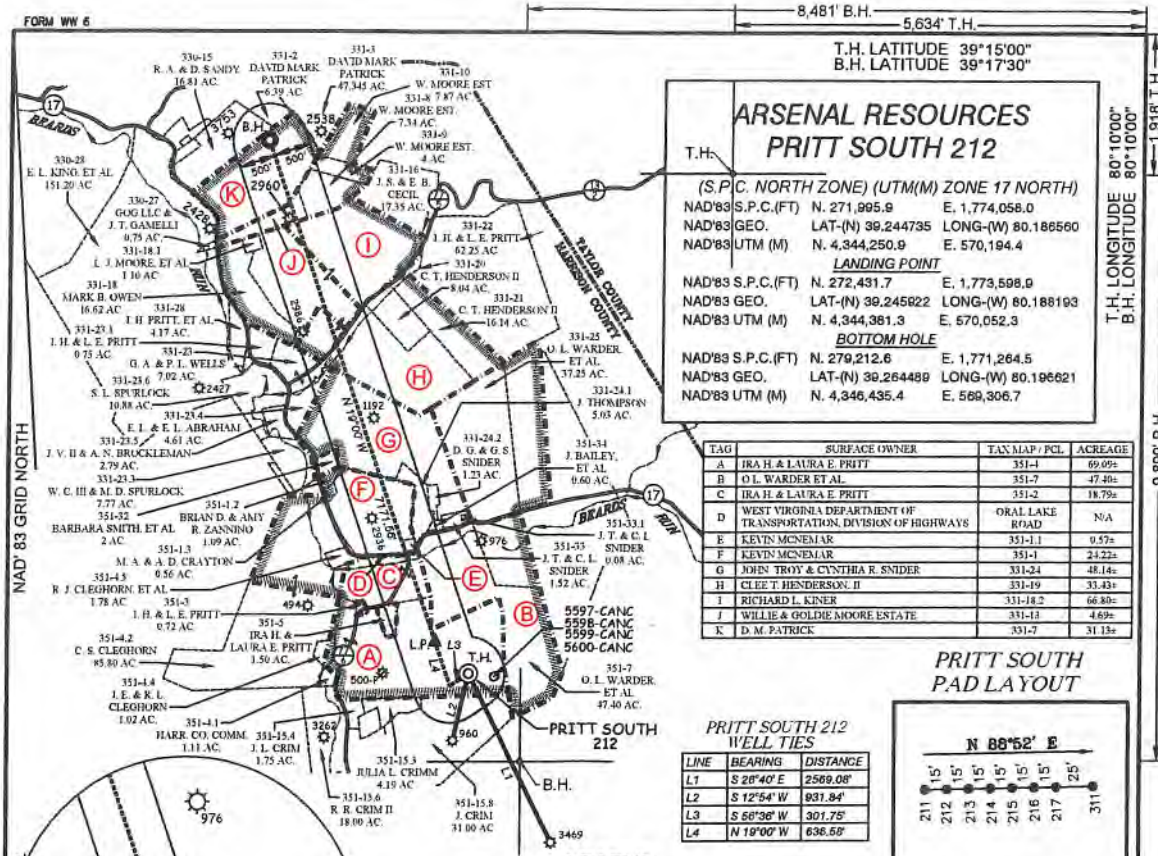 FORM WW 6
8,481' B.H.
5,634' T.H.
T.H. LATITUDE 39°15'00"
B.H. LATITUDE 39°17'30"
1,918' T.H.
T.H. LONGITUDE 80°10'00"
B.H. LONGITUDE 80°10'00"
NAD' 83 GRID NORTH
ARSENAL RESOURCES
PRITT SOUTH 212
T.H.
(S.P.C. NORTH ZONE) (UTM(M) ZONE 17 NORTH)
NAD'83 S.P.C.(FT) N. 271,995.9 E. 1,774,058.0
NAD'83 GEO. LAT-(N) 39.244735 LONG-(W) 80.186560
NAD'83 UTM (M) N. 4,344,250.9 E. 570,194.4
LANDING POINT
NAD'83 S.P.C.(FT) N. 272,431.7 E. 1,773,598.9
NAD'83 GEO. LAT-(N) 39.245922 LONG-(W) 80.188193
NAD'83 UTM (M) N. 4,344,381.3 E. 570,052.3
BOTTOM HOLE
NAD'83 S.P.C.(FT) N. 279,212.6 E. 1,771,264.5
NAD'83 GEO. LAT-(N) 39.264489 LONG-(W) 80.196621
NAD'83 UTM (M) N. 4,346,435.4 E. 569,306.7
330-15
R. A. & D. SANDY
16.81 AC.
331-2
DAVID MARK
PATRICK
6.39 AC.
331-3
DAVID MARK
PATRICK
47.345 AC.
331-10
W. MOORE EST
7.87 AC.
331-8
W. MOORE EST.
7.34 AC.
331-9
W. MOORE EST.
4 AC
331-16
J. S. & E. B.
CECIL
17.35 AC.
331-22
I. H. & L. E. PRITT
62.25 AC.
331-20
C. T. HENDERSON II
8.04 AC.
331-21
C. T. HENDERSON II
16.14 AC.
331-25
O. L. WARDER
ET AL
37.25 AC.
331-24.1
J. THOMPSON
5.03 AC.
331-24.2
D. G. & G. S.
SNIDER
1.23 AC.
351-34
J. BAILEY,
ET AL
0.60 AC.
TAYLOR COUNTY
HARRISON COUNTY
17
BEARDS
RUN
3753
B.H.
2538
500'
500'
2960
K
I
J
H
G
F
E
D
C
B
A
330-28
E. L. KING, ET AL
151.20 AC
330-27
GOG LLC &
J. T. GAMELLI
0.75 AC.
2428
331-18.1
L. J. MOORE, ET AL
1.10 AC.
331-18
MARK B. OWEN
16.62 AC.
331-28
I. H. PRITT, ET AL
4.17 AC.
331-23.1
I. H. & L. E. PRITT
0.75 AC.
331-23
G. A. & P. L. WELLS
7.02 AC.
331-23.6
S. L. SPURLOCK
10.88 AC.
331-23.4
E. L. & E. L. ABRAHAM
4.61 AC.
331-23.5
J. V. II & A. N. BROCKLEMAN
2.79 AC.
331-23.3
W. C. III & M. D. SPURLOCK
7.77 AC.
351-32
BARBARA SMITH, ET AL
2 AC.
351-1.2
BRIAN D. & AMY
R. ZANNINO
1.09 AC.
351-1.3
M. A. & A. D. CRAYTON
0.56 AC.
351-4.5
R. J. CLEGHORN, ET AL
1.78 AC.
351-3
I. H. & L. E. PRITT
0.72 AC.
351-4.2
C. S. CLEGHORN
85.80 AC.
351-5
IRA H. &
LAURA E. PRITT
1.50 AC.
351-4.4
J. E. & R. L.
CLEGHORN
1.02 AC.
351-4.1
HARR. CO. COMM.
1.11 AC.
351-15.4
J. L. CRIM
1.75 AC.
351-15.6
R. R. CRIM II
18.00 AC.
351-15.3
JULIA L. CRIMM
4.19 AC.
351-15.8
J. CRIM
31.00 AC
2986
2427
1192
N 19°00' W
7171.66'
2936
494
976
BEARDS
RUN
17
351-33.1
J. T. & C. L.
SNIDER
0.08 AC.
351-33
J. T. & C. L.
SNIDER
1.52 AC.
5597-CANC
5598-CANC
5599-CANC
5600-CANC
351-7
O. L. WARDER,
ET AL
47.40 AC.
L.P.
L3
L4
T.H.
L2
L1
500-P
3262
960
PRITT SOUTH
212
B.H.
3469
976
TAG SURFACE OWNER TAX MAP / PCL ACREAGE
A IRA H. & LAURA E. PRITT 351-4 69.09±
B O L. WARDER ET AL 351-7 47.40±
C IRA H. & LAURA E. PRITT 351-2 18.79±
D WEST VIRGINIA DEPARTMENT OF TRANSPORTATION, DIVISION OF HIGHWAYS ORAL LAKE ROAD N/A
E KEVIN MCNEMAR 351-1.1 0.57±
F KEVIN MCNEMAR 351-1 24.22±
G JOHN TROY & CYNTHIA R. SNIDER 331-24 48.14±
H CLEE T. HENDERSON, II 331-19 33.43±
I RICHARD L. KINER 331-18.2 66.80±
J WILLIE & GOLDIE MOORE ESTATE 331-13 4.69±
K D. M. PATRICK 331-7 31.13±
PRITT SOUTH 212
WELL TIES
LINE BEARING DISTANCE
L1 S 26°40' E 2569.08'
L2 S 12°54' W 931.84'
L3 S 56°36' W 301.75'
L4 N 19°00' W 636.56'
PRITT SOUTH
PAD LAYOUT
N 88°52' E
15' 15' 15' 15' 15' 15' 25'
211 212 213 214 215 216 217 311